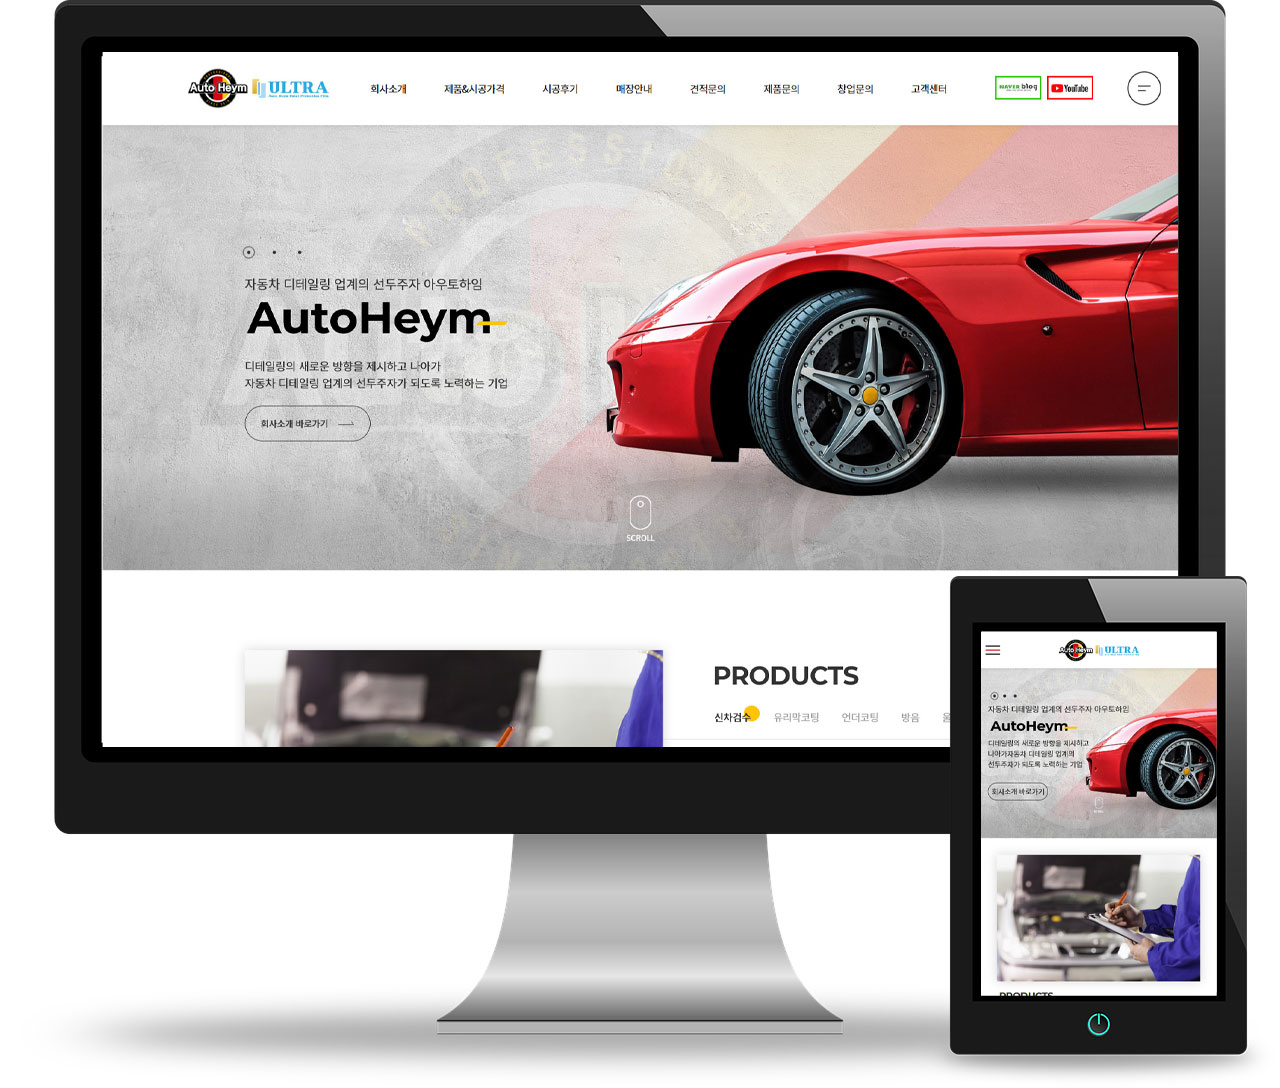 Auto Heym ULTRA
회사소개 제품&시공가격 시공후기 매장안내 견적문의 제품문의 창업문의 고객센터
NAVER blog YouTube
PROFESSIONAL
자동차 디테일링 업계의 선두주자 아우토하임
AutoHeym
디테일링의 새로운 방향을 제시하고 나아가
자동차 디테일링 업계의 선두주자가 되도록 노력하는 기업
회사소개 바로가기
SCROLL
PRODUCTS
신차검수 유리막코팅 언더코팅 방음
Auto Heym ULTRA
자동차 디테일링 업계의 선두주자 아우토하임
AutoHeym
디테일링의 새로운 방향을 제시하고
나아가자동차 디테일링 업계의
선두주자가 되도록 노력하는 기업
회사소개 바로가기
PRODUCTS